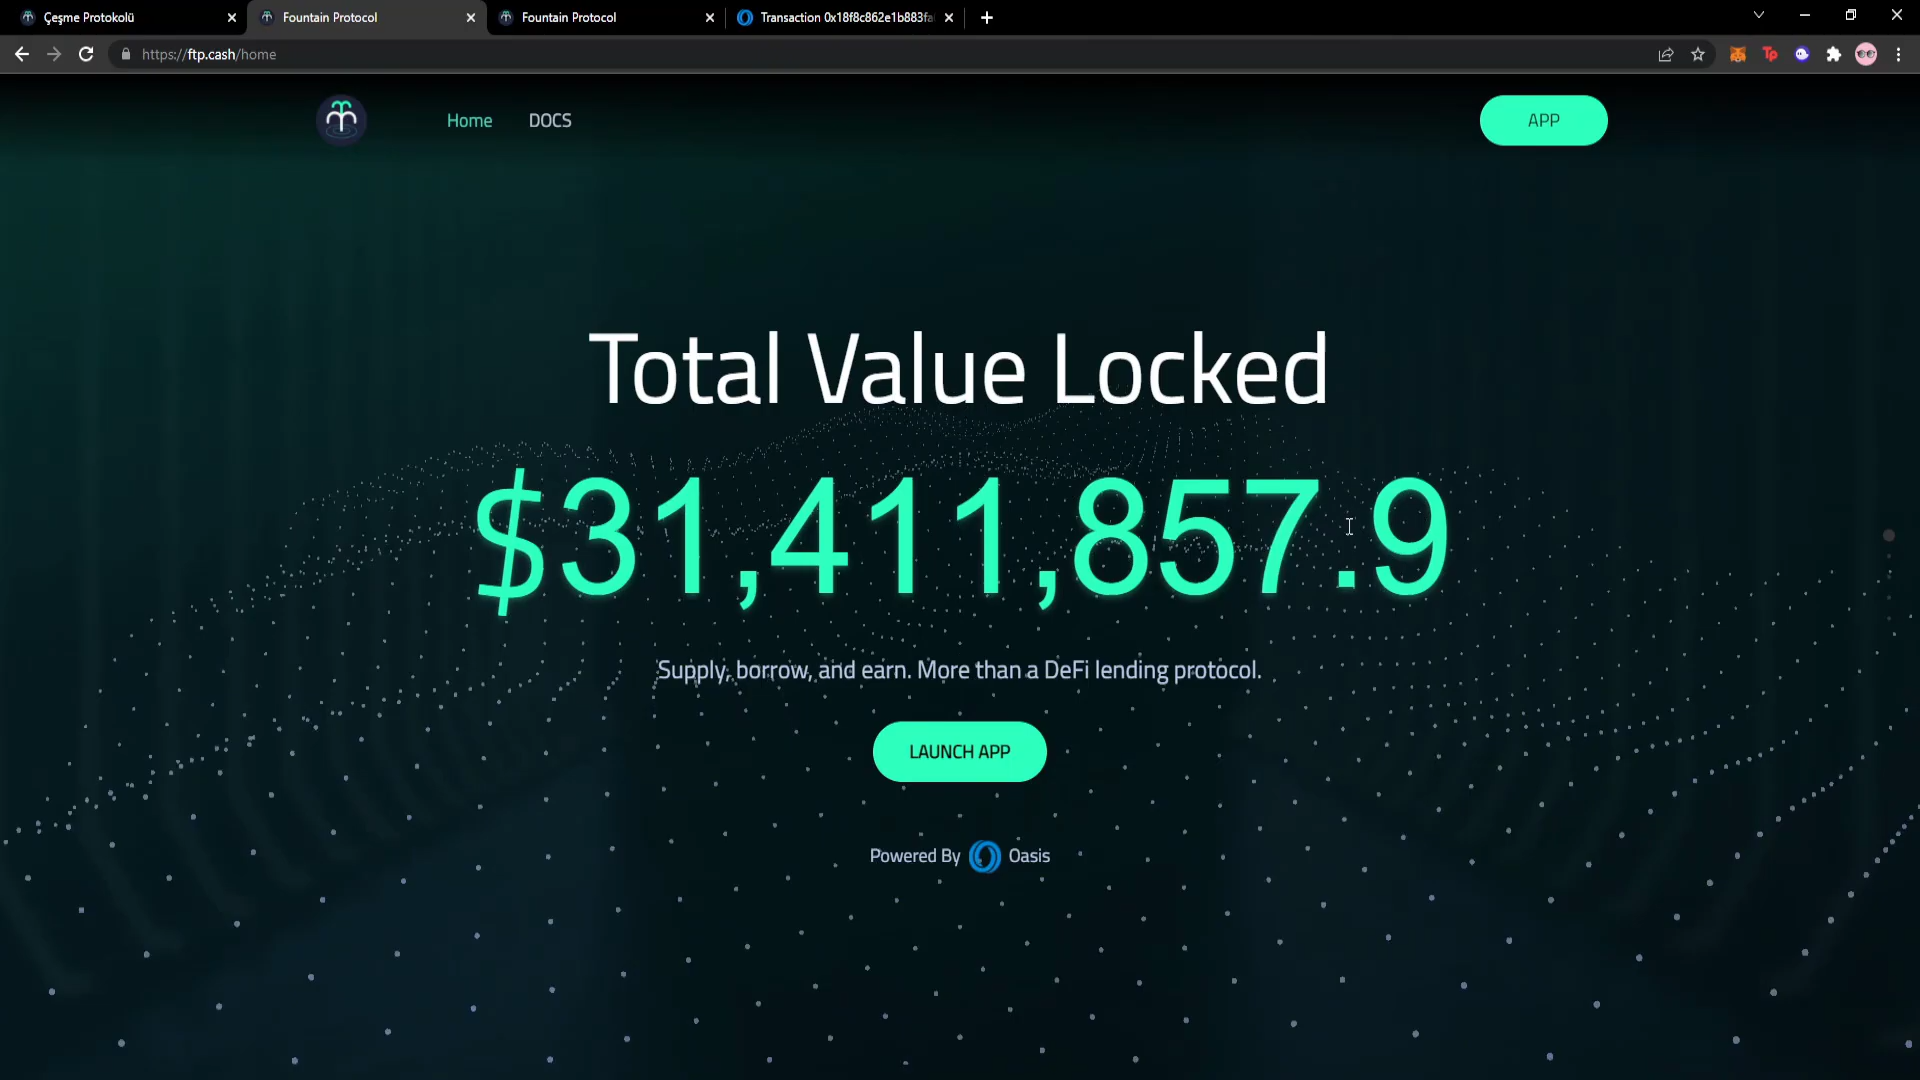 Çeşme Protokolü
Fountain Protocol
Fountain Protocol
Transaction 0x18f8c862e1b883fa
https://ftp.cash/home
Tp
Home
DOCS
APP
Total Value Locked
$31,411,857.9
Supply, borrow, and earn. More than a DeFi lending protocol.
LAUNCH APP
Powered By Oasis